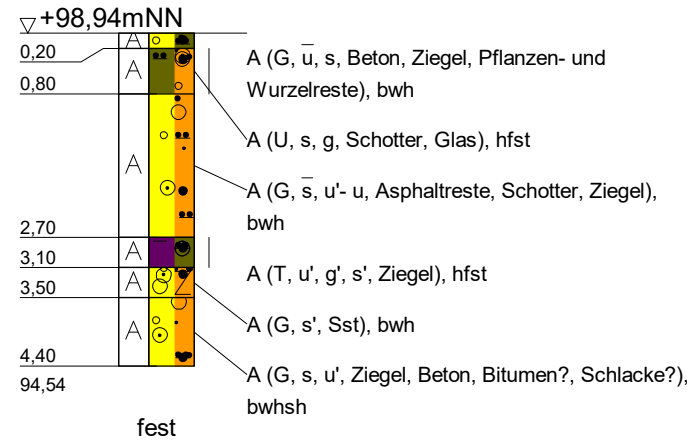 +98,94mNN
0,20
A
A (G, u̅, s, Beton, Ziegel, Pflanzen- und
Wurzelreste), bwh
A
0,80
A (U, s, g, Schotter, Glas), hfst
A
A (G, s̅, u'- u, Asphaltreste, Schotter, Ziegel),
bwh
2,70
A
3,10
A (T, u', g', s', Ziegel), hfst
A
Z
3,50
A (G, s', Sst), bwh
A
4,40
A (G, s, u', Ziegel, Beton, Bitumen?, Schlacke?),
bwhsh
94,54
fest